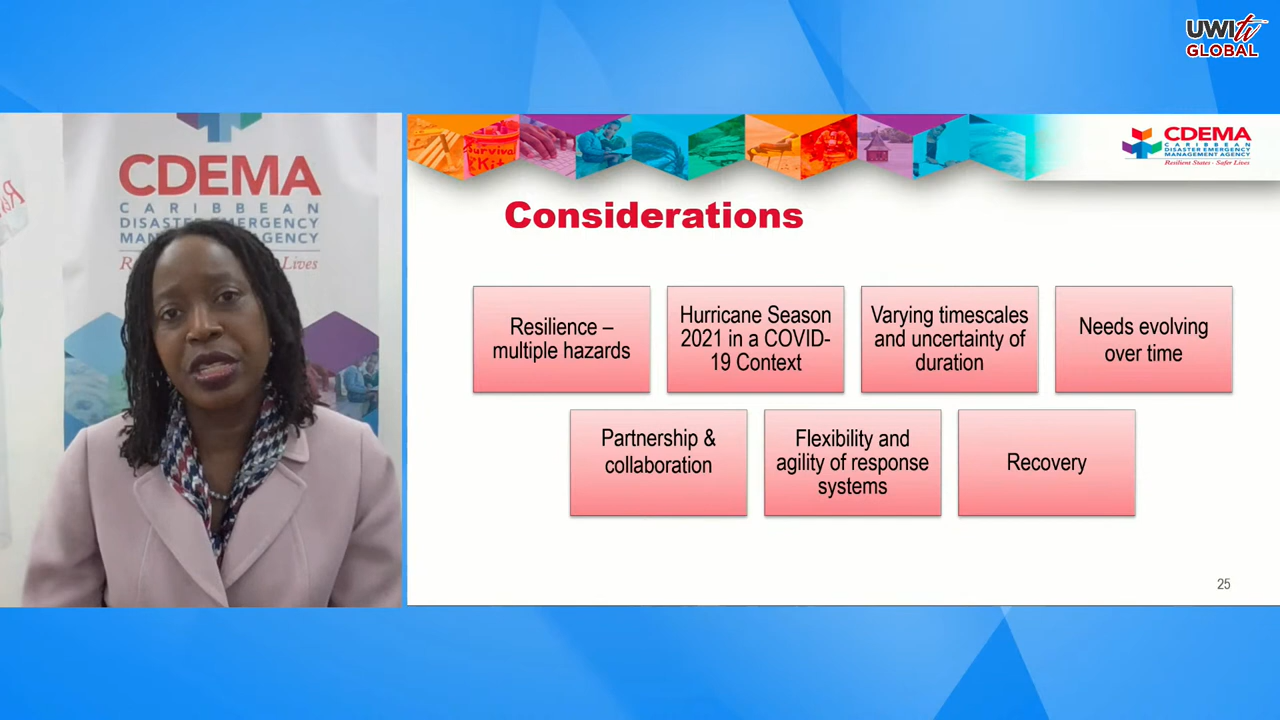 UWItv
GLOBAL
CDEMA
CARIBBEAN
DISASTER EMERGENCY
MANAGEMENT AGENCY
Resilient States - Safer Lives
Survival
Kit
Considerations
Resilience –
multiple hazards
Hurricane Season
2021 in a COVID-
19 Context
Varying timescales
and uncertainty of
duration
Needs evolving
over time
Partnership &
collaboration
Flexibility and
agility of response
systems
Recovery
25
CDEMA
CARIBBEAN
DISASTER EMERGENCY
Lives